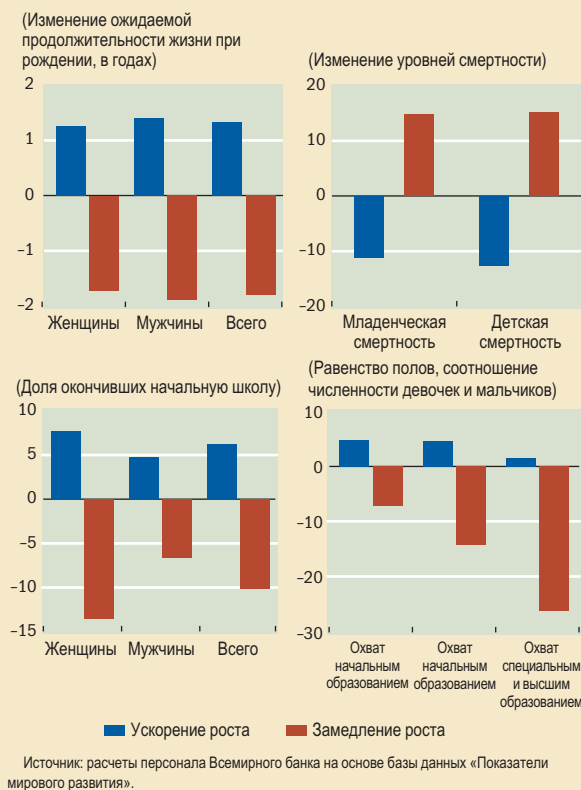 (Изменение ожидаемой
продолжительности жизни при
рождении, в годах)
2
1
0
–1
–2
Женщины Мужчины Всего
(Изменение уровней смертности)
20
10
0
–10
–20
Младенческая
смертность
Детская
смертность
(Доля окончивших начальную школу)
10
5
0
–5
–10
–15
Женщины Мужчины Всего
(Равенство полов, соотношение
численности девочек и мальчиков)
10
0
–10
–20
–30
Охват
начальным
образованием
Охват
начальным
образованием
Охват
специальным
и высшим
образованием
Ускорение роста Замедление роста
Источник: расчеты персонала Всемирного банка на основе базы данных «Показатели
мирового развития».